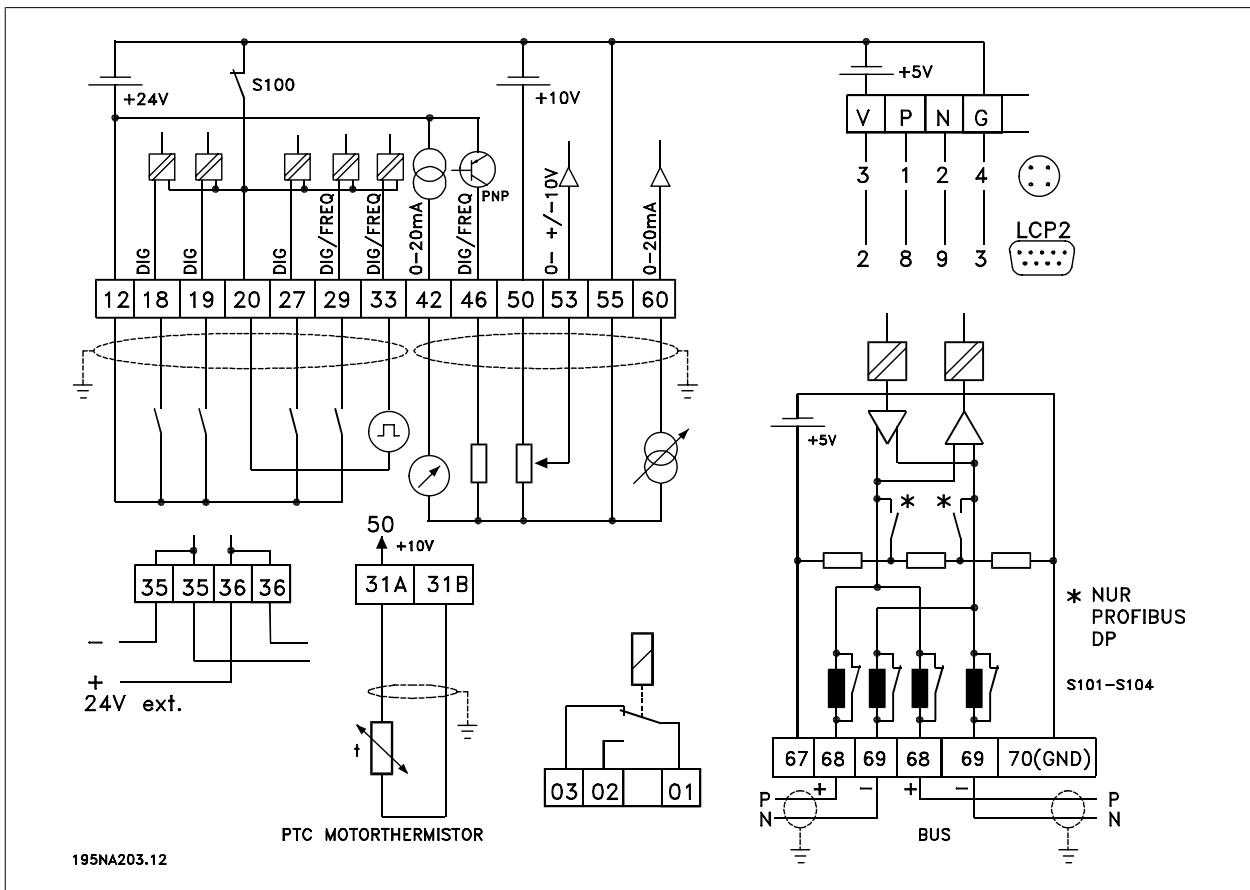 +24V
S100
+10V
+5V
V P N G
3 1 2 4
LCP2
2 8 9 3
PNP
DIG
DIG
DIG
DIG/FREQ
DIG/FREQ
0-20mA
DIG/FREQ
0- +/-10V
0-20mA
12 18 19 20 27 29 33 42 46 50 53 55 60
+5V
* *
50
+10V
35 35 36 36
31A 31B
-
+
24V ext.
* NUR
PROFIBUS
DP
S101-S104
t
67 68 69 68 69 70(GND)
+ - + -
P
N
P
N
BUS
03 02 01
PTC MOTORTHERMISTOR
195NA203.12